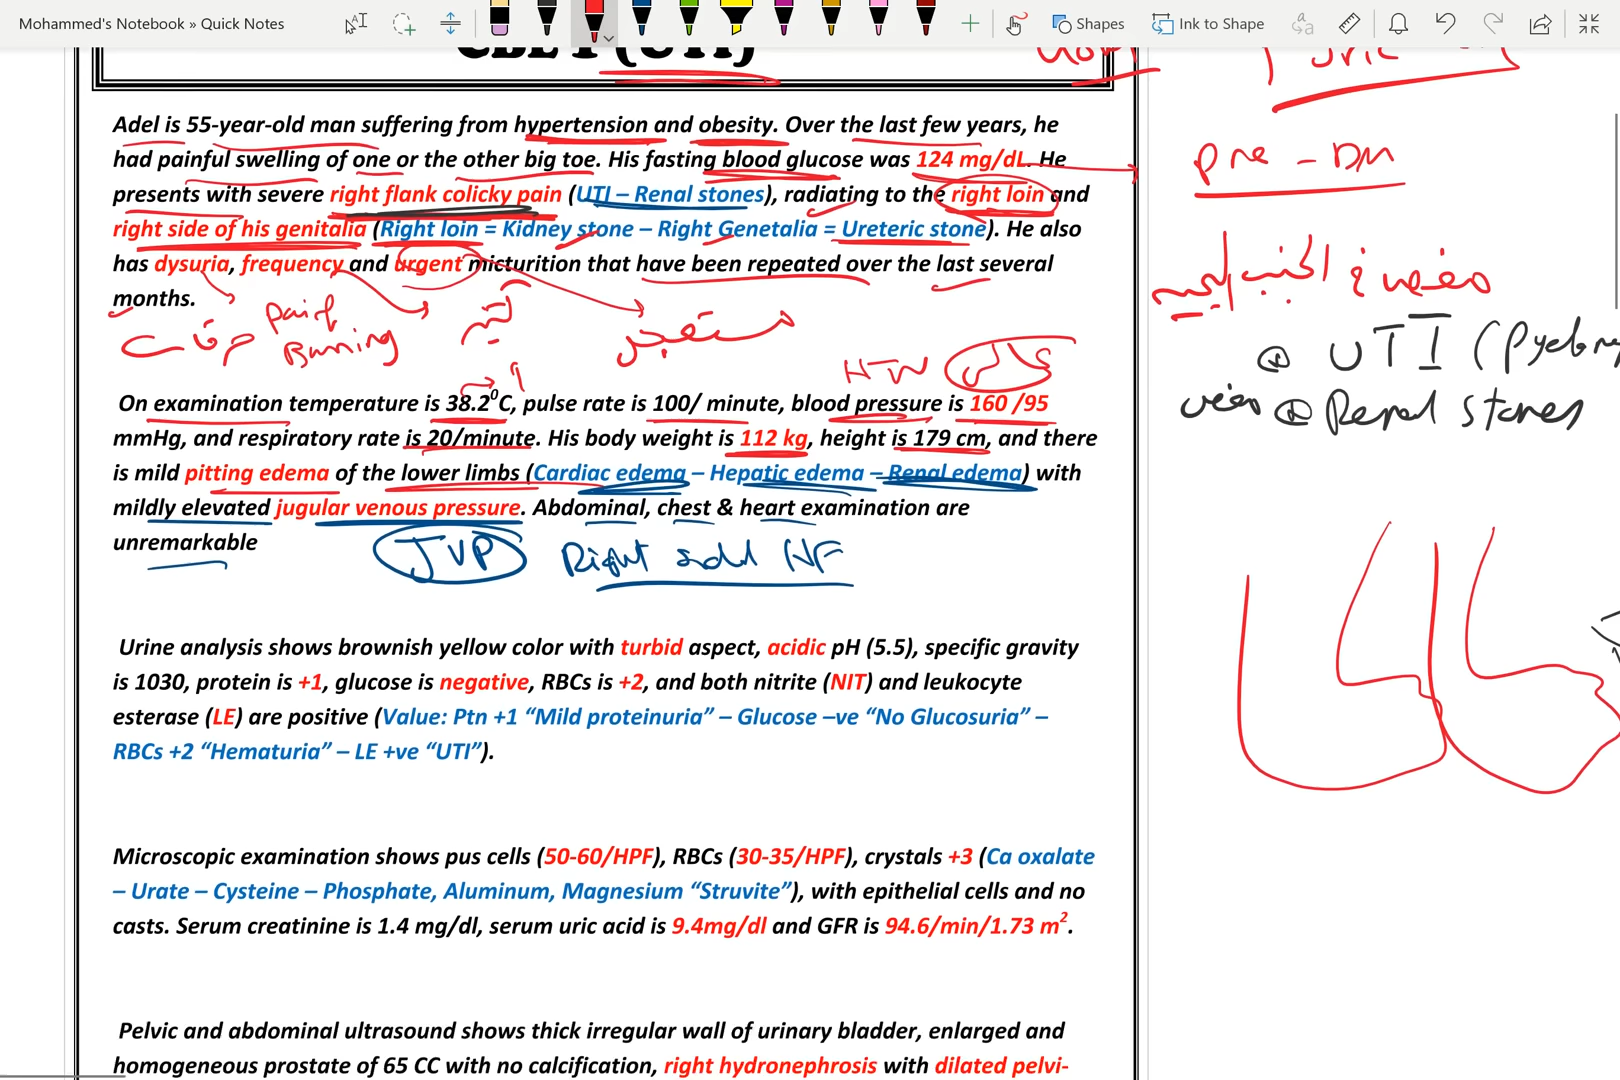 Mohammed's Notebook » Quick Notes
Shapes
Ink to Shape
CBL 1 (UTI)
Adel is 55-year-old man suffering from hypertension and obesity. Over the last few years, he
had painful swelling of one or the other big toe. His fasting blood glucose was 124 mg/dL. He
presents with severe right flank colicky pain (UTI – Renal stones), radiating to the right loin and
right side of his genitalia (Right loin = Kidney stone – Right Genetalia = Ureteric stone). He also
has dysuria, frequency and urgent micturition that have been repeated over the last several
months.
pain
Burning
HTN
On examination temperature is 38.2⁰C, pulse rate is 100/ minute, blood pressure is 160 /95
mmHg, and respiratory rate is 20/minute. His body weight is 112 kg, height is 179 cm, and there
is mild pitting edema of the lower limbs (Cardiac edema – Hepatic edema – Renal edema) with
mildly elevated jugular venous pressure. Abdominal, chest & heart examination are
unremarkable
JVP Right sided HF
Urine analysis shows brownish yellow color with turbid aspect, acidic pH (5.5), specific gravity
is 1030, protein is +1, glucose is negative, RBCs is +2, and both nitrite (NIT) and leukocyte
esterase (LE) are positive (Value: Ptn +1 “Mild proteinuria” – Glucose –ve “No Glucosuria” –
RBCs +2 “Hematuria” – LE +ve “UTI”).
Microscopic examination shows pus cells (50-60/HPF), RBCs (30-35/HPF), crystals +3 (Ca oxalate
– Urate – Cysteine – Phosphate, Aluminum, Magnesium “Struvite”), with epithelial cells and no
casts. Serum creatinine is 1.4 mg/dl, serum uric acid is 9.4mg/dl and GFR is 94.6/min/1.73 m².
Pelvic and abdominal ultrasound shows thick irregular wall of urinary bladder, enlarged and
homogeneous prostate of 65 CC with no calcification, right hydronephrosis with dilated pelvi-
uric
pre - DM
UTI
Renal stones